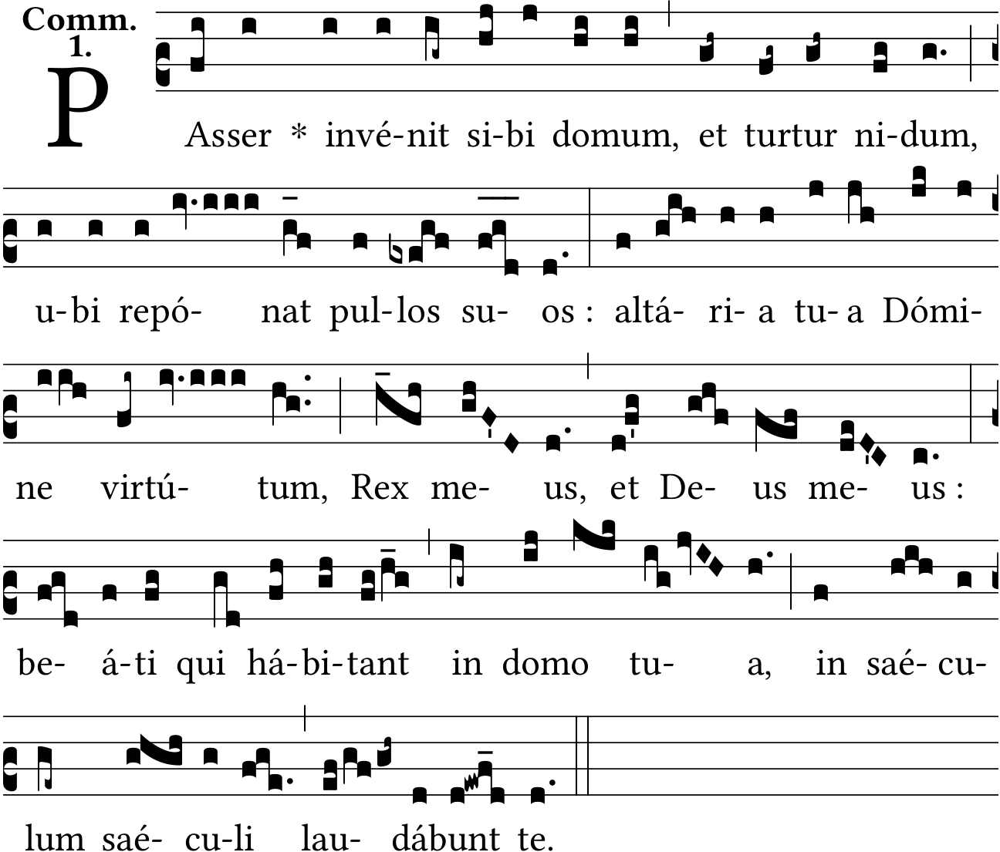 Comm.
1.
PAsser * invé-nit si-bi domum, et turtur ni-dum,
u-bi repó- nat pul-los su- os : altá- ri- a tu- a Dómi-
ne virtú- tum, Rex me- us, et De- us me- us :
be- á-ti qui há-bi-tant in domo tu- a, in saé- cu-
lum saé- cu-li lau- dábunt te.